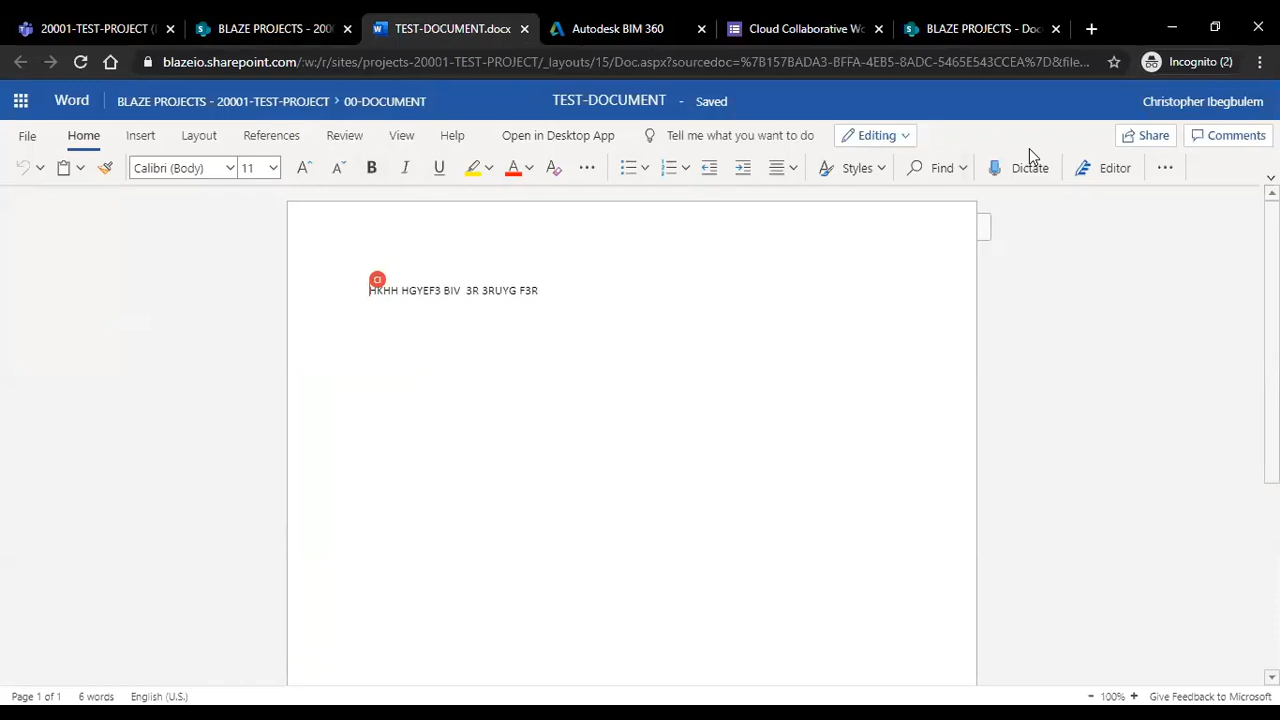 20001-TEST-PROJECT (
BLAZE PROJECTS - 200
TEST-DOCUMENT.docx
Autodesk BIM 360
Cloud Collaborative Wo
BLAZE PROJECTS - Doc
blazeio.sharepoint.com/:w:/r/sites/projects-20001-TEST-PROJECT/_layouts/15/Doc.aspx?sourcedoc=%7B157BADA3-BFFA-4EB5-8ADC-5465E543CCEA%7D&file...
Incognito (2)
Word
BLAZE PROJECTS - 20001-TEST-PROJECT > 00-DOCUMENT
TEST-DOCUMENT - Saved
Christopher Ibegbulem
File Home Insert Layout References Review View Help Open in Desktop App Tell me what you want to do Editing Share Comments
Calibri (Body) 11 A A B I U A A Styles Find Dictate Editor
CI
HKHH HGYEF3 BIV 3R 3RUYG F3R
Page 1 of 1 6 words English (U.S.) - 100% + Give Feedback to Microsoft